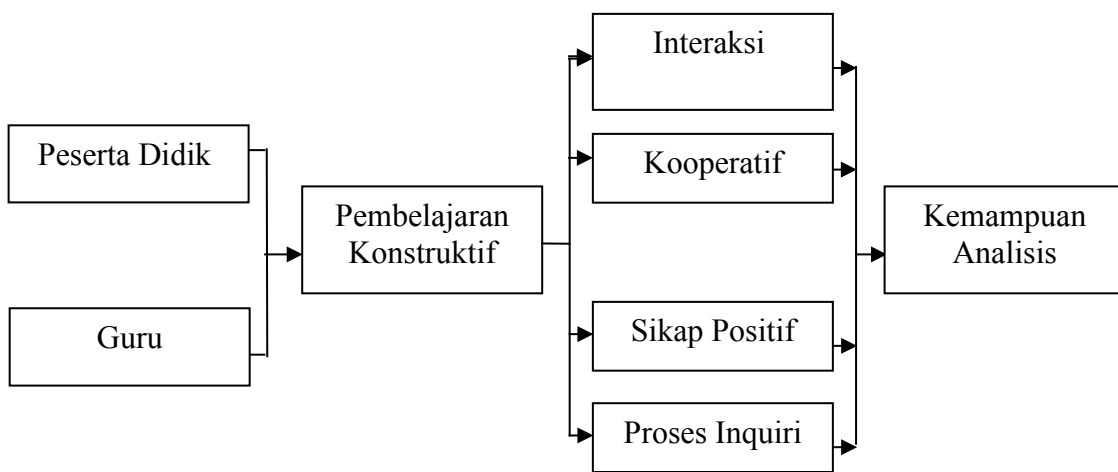 Peserta Didik
Guru
Pembelajaran
Konstruktif
Interaksi
Kooperatif
Sikap Positif
Proses Inquiri
Kemampuan
Analisis